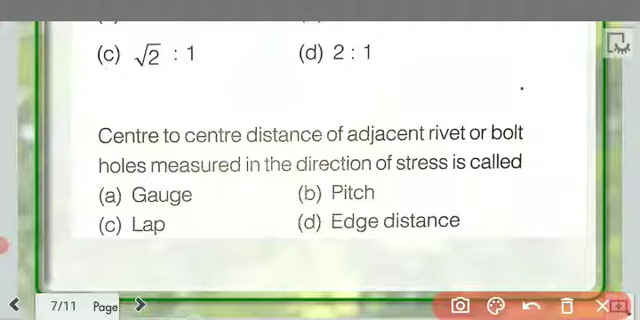 (c) √2 : 1 (d) 2 : 1
Centre to centre distance of adjacent rivet or bolt
holes measured in the direction of stress is called
(a) Gauge (b) Pitch
(c) Lap (d) Edge distance
7/11 Page